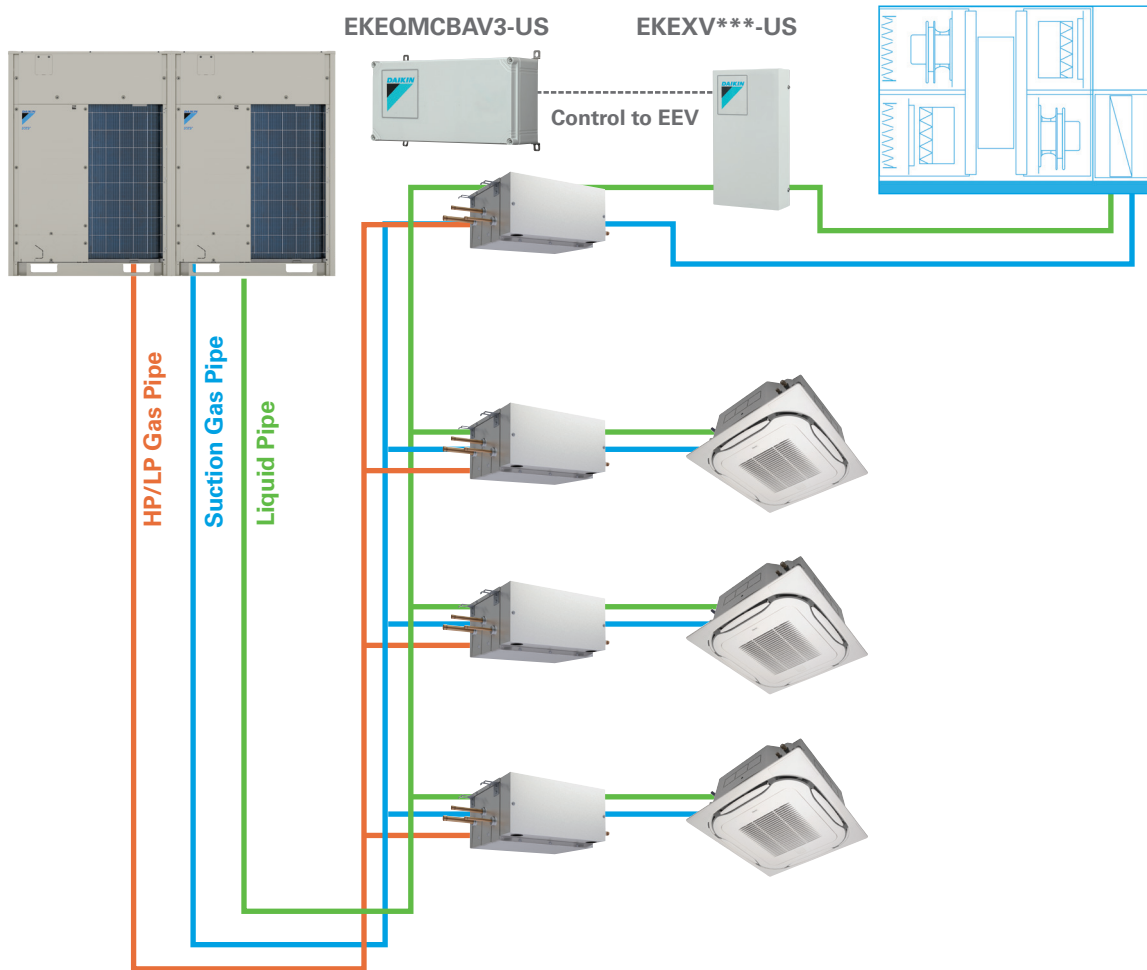 EKEQMCBAV3-US
EKEXV***-US
DAIKIN
DAIKIN
Control to EEV
HP/LP Gas Pipe
Suction Gas Pipe
Liquid Pipe